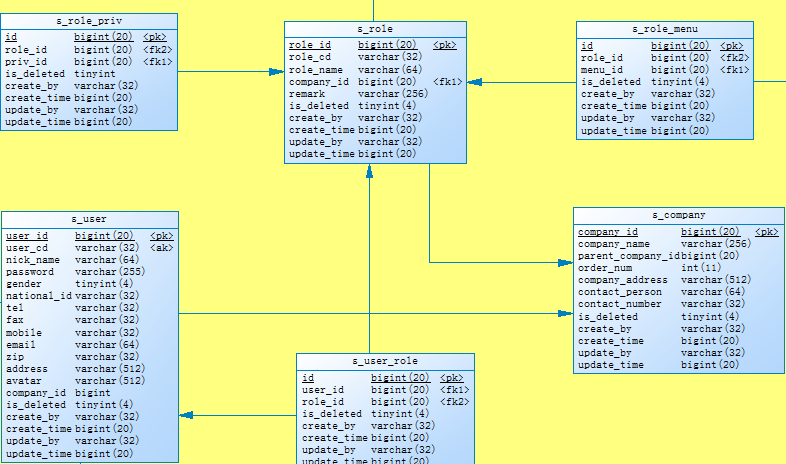 s_role_priv
id bigint(20) <pk>
role_id bigint(20) <fk2>
priv_id bigint(20) <fk1>
is_deleted tinyint
create_by varchar(32)
create_time bigint(20)
update_by varchar(32)
update_time bigint(20)
s_role
role_id bigint(20) <pk>
role_cd varchar(32)
role_name varchar(64)
company_id bigint(20) <fk1>
remark varchar(256)
is_deleted tinyint(4)
create_by varchar(32)
create_time bigint(20)
update_by varchar(32)
update_time bigint(20)
s_role_menu
id bigint(20) <pk>
role_id bigint(20) <fk2>
menu_id bigint(20) <fk1>
is_deleted tinyint(4)
create_by varchar(32)
create_time bigint(20)
update_by varchar(32)
update_time bigint(20)
s_user
user_id bigint(20) <pk>
user_cd varchar(32) <ak>
nick_name varchar(64)
password varchar(255)
gender tinyint(4)
national_id varchar(32)
tel varchar(32)
fax varchar(32)
mobile varchar(32)
email varchar(64)
zip varchar(32)
address varchar(512)
avatar varchar(512)
company_id bigint
is_deleted tinyint(4)
create_by varchar(32)
create_time bigint(20)
update_by varchar(32)
update_time bigint(20)
s_company
company_id bigint(20) <pk>
company_name varchar(256)
parent_company_id bigint(20)
order_num int(11)
company_address varchar(512)
contact_person varchar(64)
contact_number varchar(32)
is_deleted tinyint(4)
create_by varchar(32)
create_time bigint(20)
update_by varchar(32)
update_time bigint(20)
s_user_role
id bigint(20) <pk>
user_id bigint(20) <fk1>
role_id bigint(20) <fk2>
is_deleted tinyint(4)
create_by varchar(32)
create_time bigint(20)
update_by varchar(32)
update_time bigint(20)